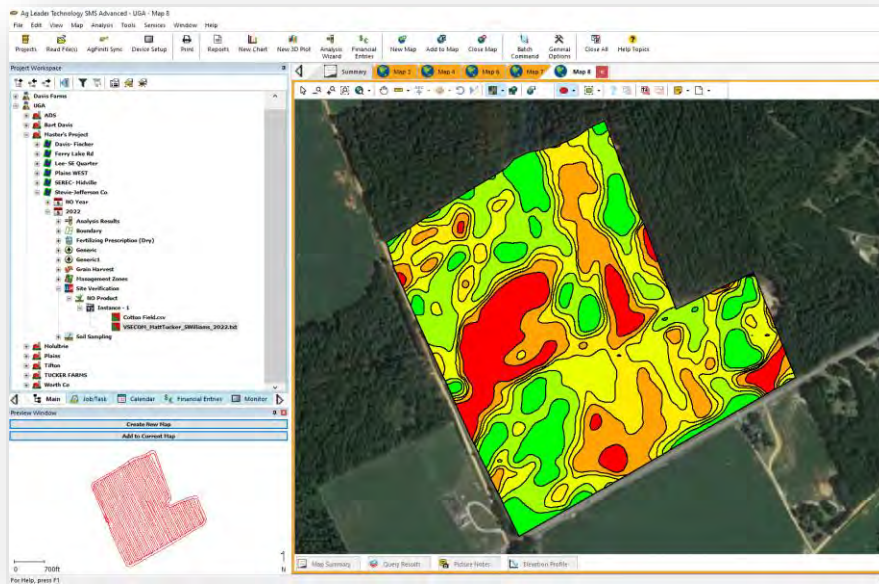 Ag Leader Technology SMS Advanced - UGA - Map 8
File Edit View Map Analysis Tools Services Window Help
Projects Read File(s) AgFiniti Sync Device Setup Print Reports New Chart New 3D Plot Analysis Wizard Financial Entries New Map Add to Map Close Map Batch Command General Options Close All Help Topics
Project Workspace
Summary Map 2 Map 4 Map 6 Map 7 Map 8
Davis Farms
UGA
ADS
Bart Davis
Master's Project
Davis- Fincher
Ferry Lake Rd
Lee- SE Quarter
Plains WEST
SEREC- Midville
Stevie-Jefferson Co
NO Year
2022
Analysis Results
Boundary
Fertilizing Prescription (Dry)
Generic
Generic1
Grain Harvest
Management Zones
Site Verification
NO Product
Instance - 1
Cotton Field.csv
VSECOM_MattTucker_SWilliams_2022.txt
Soil Sampling
Moultrie
Plains
Tifton
TUCKER FARMS
Worth Co
Main Job/Task Calendar Financial Entries Monitor
Preview Window
Create New Map
Add to Current Map
0 700ft
N
Map Summary Query Results Picture Notes Elevation Profile
For Help, press F1